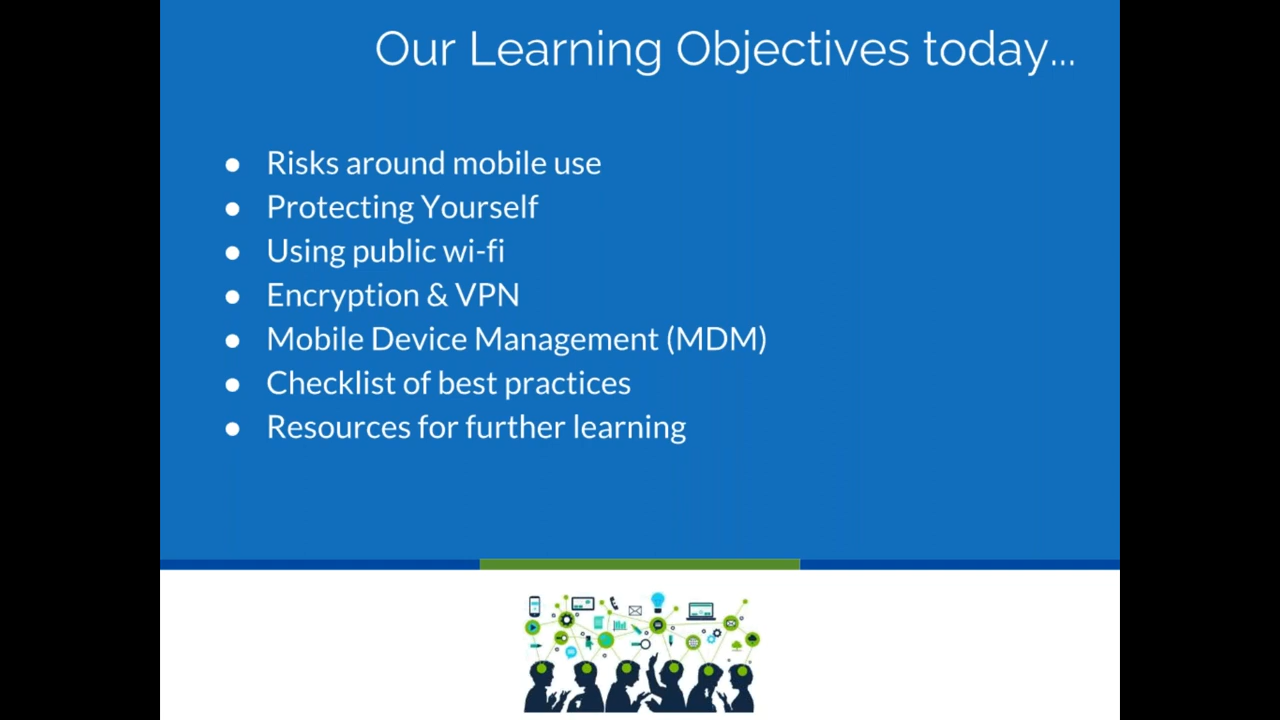 Our Learning Objectives today...
● Risks around mobile use
● Protecting Yourself
● Using public wi-fi
● Encryption & VPN
● Mobile Device Management (MDM)
● Checklist of best practices
● Resources for further learning